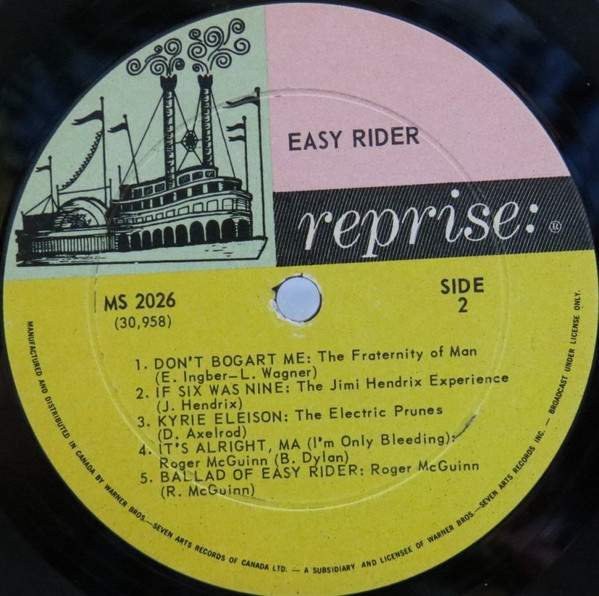 EASY RIDER
reprise: ®
MS 2026
(30,958)
SIDE
2
1. DON'T BOGART ME: The Fraternity of Man
(E. Ingber—L. Wagner)
2. IF SIX WAS NINE: The Jimi Hendrix Experience
(J. Hendrix)
3. KYRIE ELEISON: The Electric Prunes
(D. Axelrod)
4. IT'S ALRIGHT, MA (I'm Only Bleeding):
Roger McGuinn (B. Dylan)
5. BALLAD OF EASY RIDER: Roger McGuinn
(R. McGuinn)
MANUFACTURED AND DISTRIBUTED IN CANADA BY WARNER BROS.—SEVEN ARTS RECORDS OF CANADA LTD. — A SUBSIDIARY AND LICENSEE OF WARNER BROS.—SEVEN ARTS RECORDS INC. — BROADCAST UNDER LICENSE ONLY.